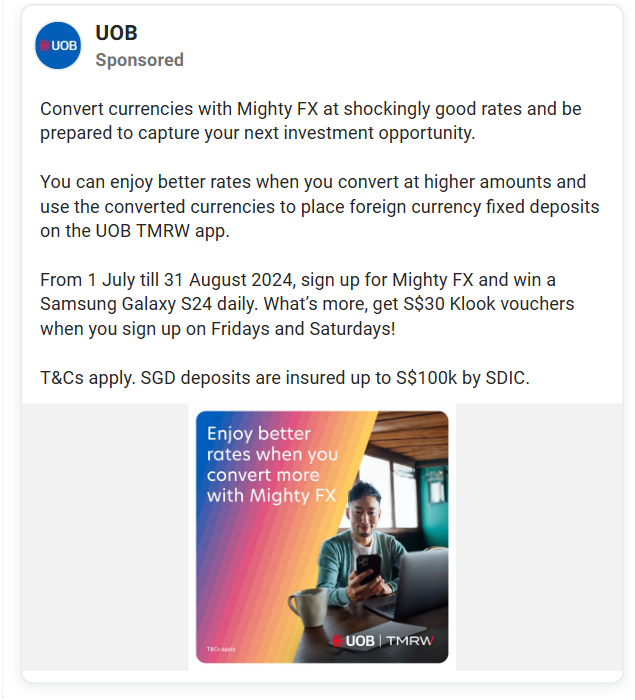 UOB
UOB
Sponsored
Convert currencies with Mighty FX at shockingly good rates and be
prepared to capture your next investment opportunity.
You can enjoy better rates when you convert at higher amounts and
use the converted currencies to place foreign currency fixed deposits
on the UOB TMRW app.
From 1 July till 31 August 2024, sign up for Mighty FX and win a
Samsung Galaxy S24 daily. What’s more, get S$30 Klook vouchers
when you sign up on Fridays and Saturdays!
T&Cs apply. SGD deposits are insured up to S$100k by SDIC.
Enjoy better
rates when you
convert more
with Mighty FX
UOB | TMRW
T&Cs apply